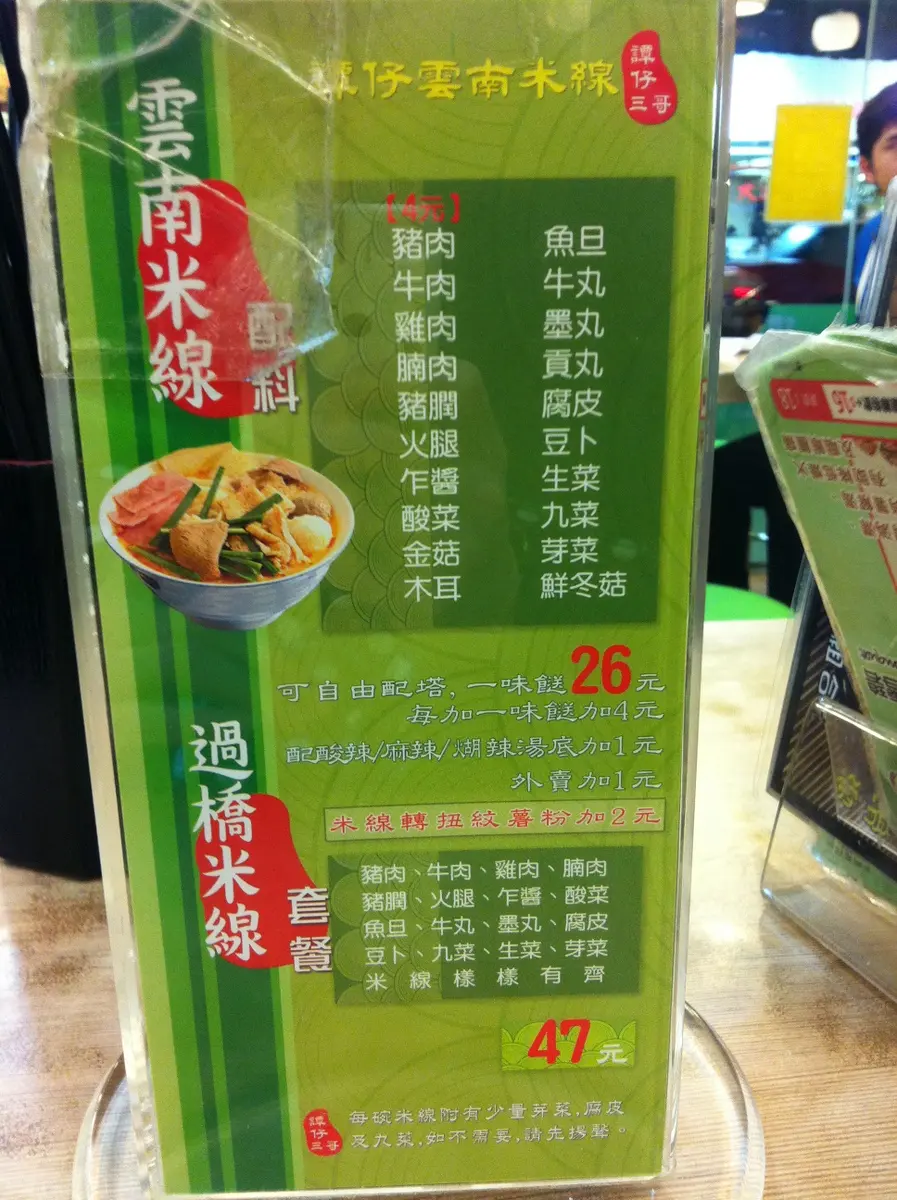 譚仔雲南米線
譚仔
三哥
雲南米線
配料
【4元】
豬肉 魚旦
牛肉 牛丸
雞肉 墨丸
腩肉 貢丸
豬膶 腐皮
火腿 豆卜
乍醬 生菜
酸菜 九菜
金菇 芽菜
木耳 鮮冬菇
可自由配塔，一味餸26元
每加一味餸加4元
配酸辣/麻辣/煳辣湯底加1元
外賣加1元
米線轉扭紋薯粉加2元
過橋米線
套餐
豬肉、牛肉、雞肉、腩肉
豬膶、火腿、乍醬、酸菜
魚旦、牛丸、墨丸、腐皮
豆卜、九菜、生菜、芽菜
米線樣樣有齊
47元
譚仔
三哥
每碗米線附有少量芽菜，腐皮
及九菜，如不需要，請先揚聲。